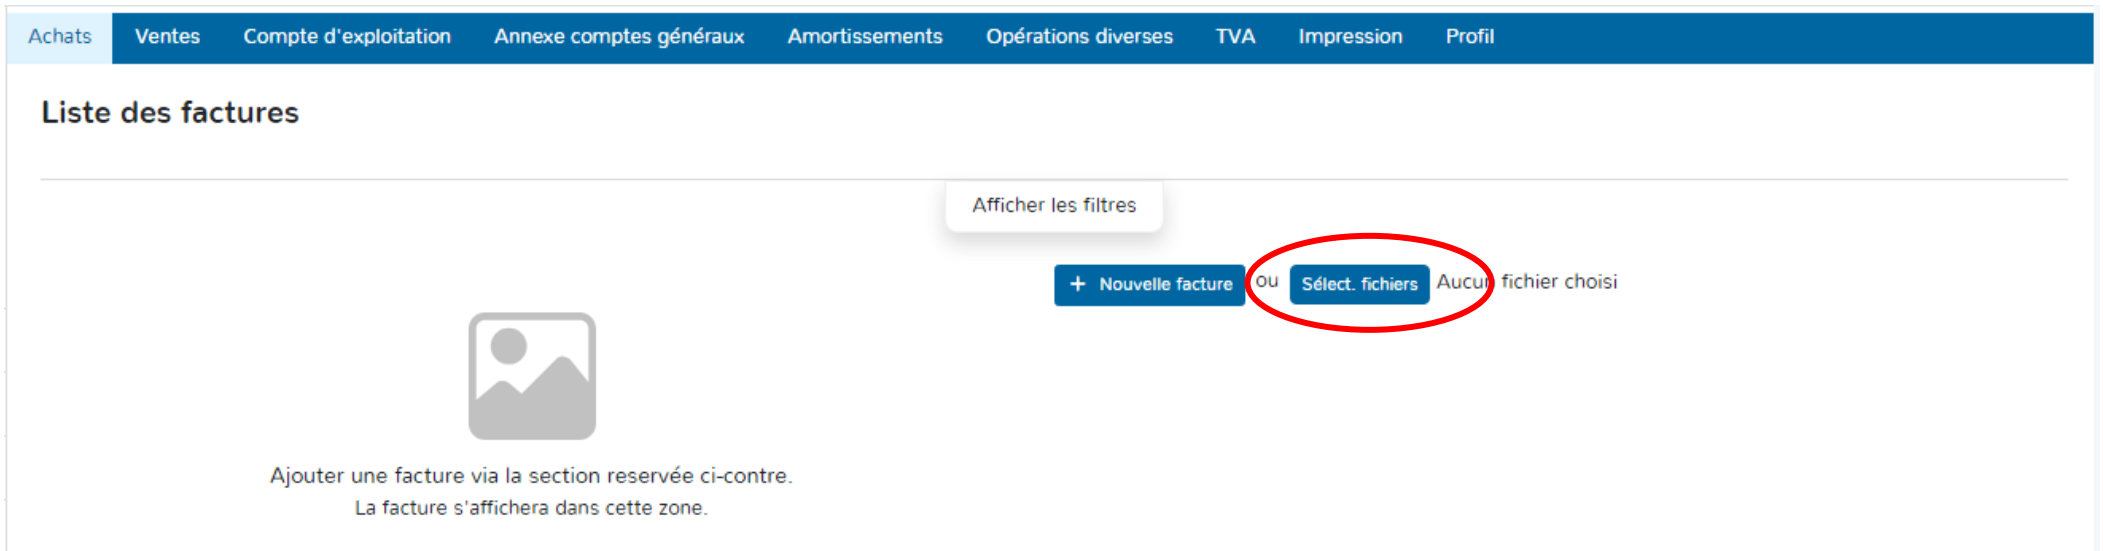 Achats Ventes Compte d'exploitation Annexe comptes généraux Amortissements Opérations diverses TVA Impression Profil
Liste des factures
Afficher les filtres
+ Nouvelle facture ou Sélect. fichiers Aucun fichier choisi
Ajouter une facture via la section reservée ci-contre.
La facture s'affichera dans cette zone.